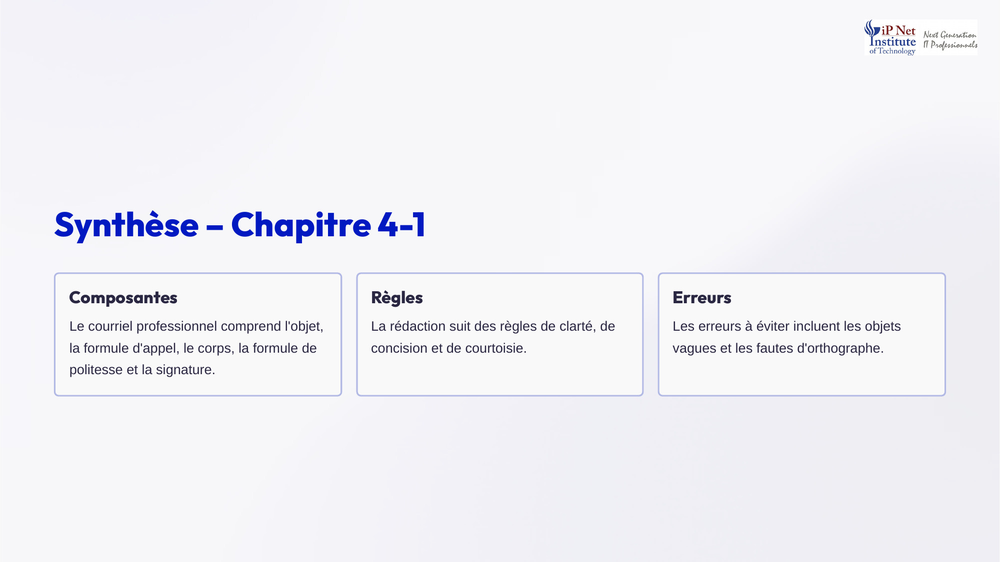 iP Net
Institute
of Technology
Next Generation
IT Professionnels
Synthèse – Chapitre 4-1
Composantes
Le courriel professionnel comprend l'objet,
la formule d'appel, le corps, la formule de
politesse et la signature.
Règles
La rédaction suit des règles de clarté, de
concision et de courtoisie.
Erreurs
Les erreurs à éviter incluent les objets
vagues et les fautes d'orthographe.